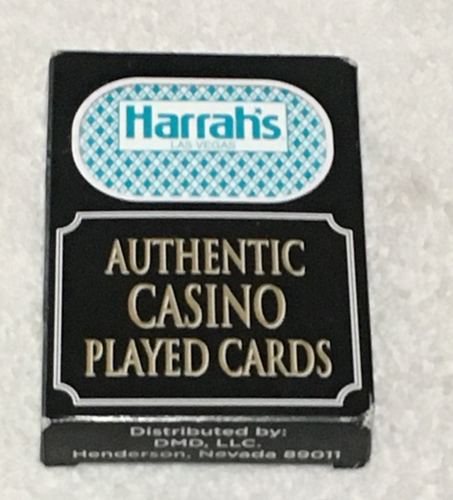 Harrah's
LAS VEGAS
AUTHENTIC
CASINO
PLAYED CARDS
Distributed by:
DMD, LLC.
Henderson, Nevada 89011